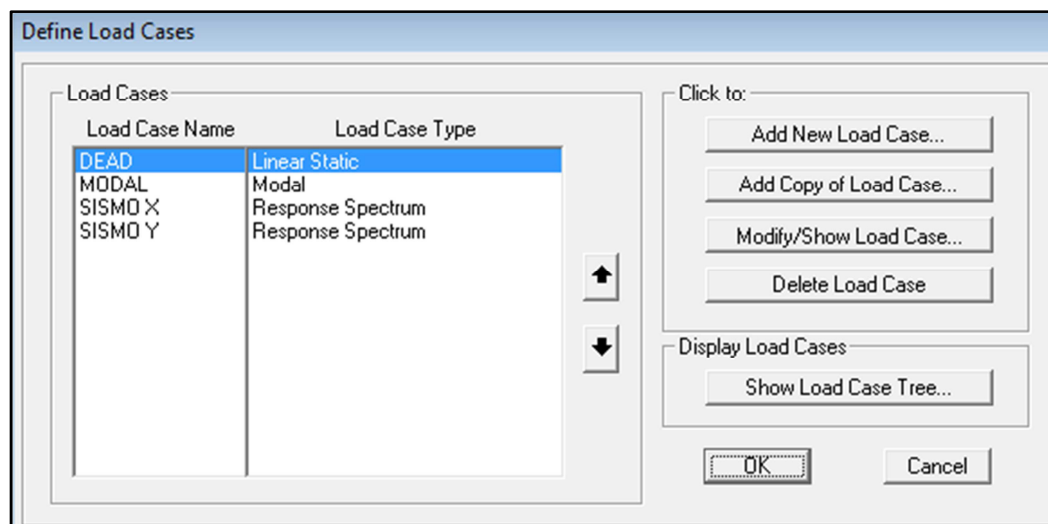 Define Load Cases
Load Cases
Load Case Name Load Case Type
DEAD Linear Static
MODAL Modal
SISMO X Response Spectrum
SISMO Y Response Spectrum
Click to:
Add New Load Case...
Add Copy of Load Case...
Modify/Show Load Case...
Delete Load Case
Display Load Cases
Show Load Case Tree...
OK Cancel